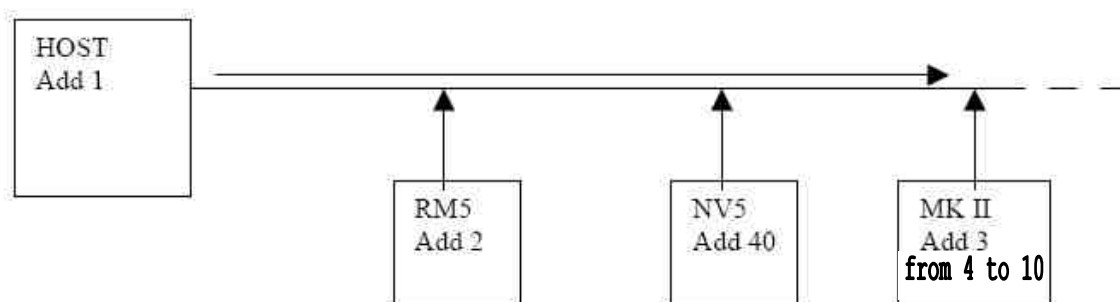 HOST
Add 1
RM5
Add 2
NV5
Add 40
MK II
Add 3
from 4 to 10